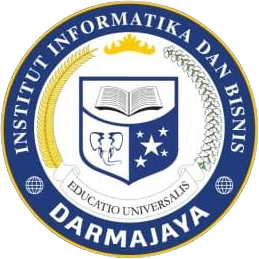 INSTITUT INFORMATIKA DAN BISNIS
EDUCATIO UNIVERSALIS
DARMAJAYA